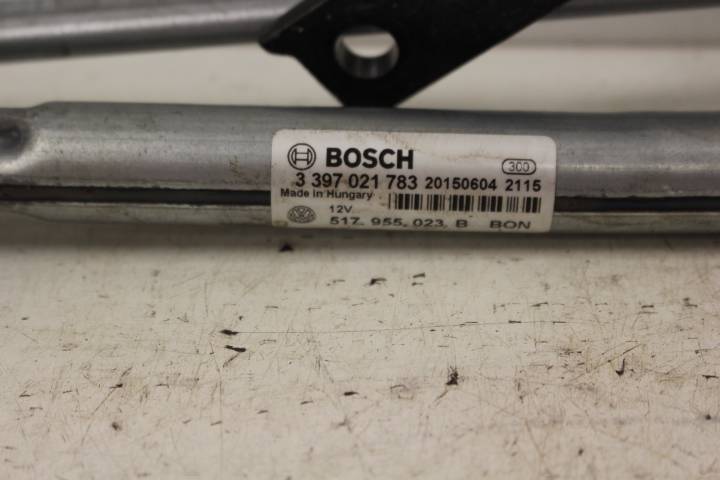 BOSCH 300
3 397 021 783 20150604 2115
Made in Hungary
12V
517. 955. 023. B BON